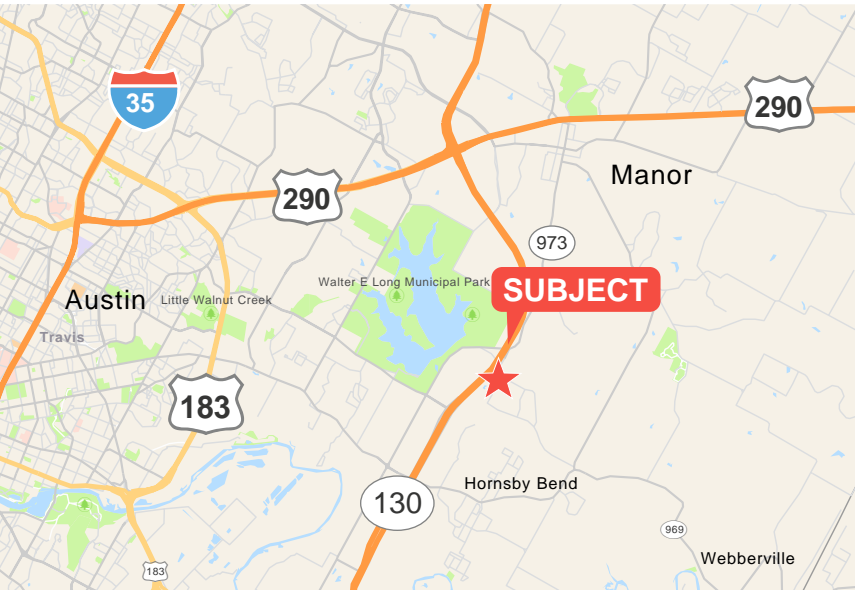 35
290
290
Manor
973
Walter E Long Municipal Park
SUBJECT
Austin
Little Walnut Creek
Travis
183
Hornsby Bend
130
969
Webberville
183